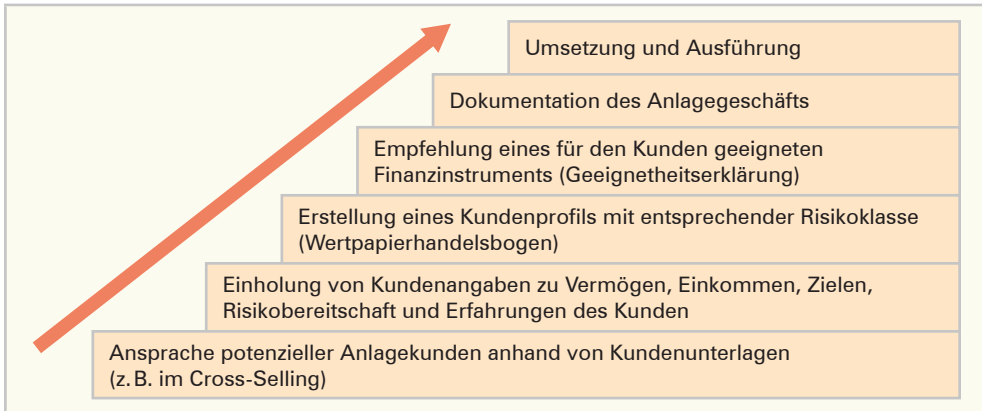 Umsetzung und Ausführung
Dokumentation des Anlagegeschäfts
Empfehlung eines für den Kunden geeigneten
Finanzinstruments (Geeignetheitserklärung)
Erstellung eines Kundenprofils mit entsprechender Risikoklasse
(Wertpapierhandelsbogen)
Einholung von Kundenangaben zu Vermögen, Einkommen, Zielen,
Risikobereitschaft und Erfahrungen des Kunden
Ansprache potenzieller Anlagekunden anhand von Kundenunterlagen
(z. B. im Cross-Selling)